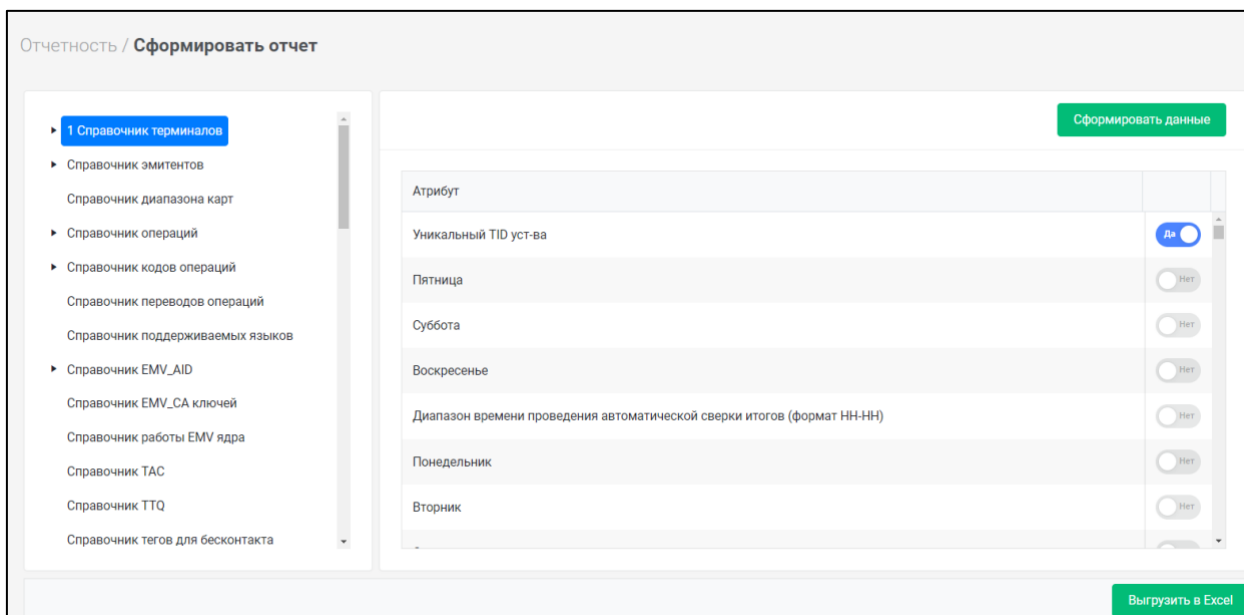 Отчетность / Сформировать отчет
1 Справочник терминалов
Справочник эмитентов
Справочник диапазона карт
Справочник операций
Справочник кодов операций
Справочник переводов операций
Справочник поддерживаемых языков
Справочник EMV_AID
Справочник EMV_CA ключей
Справочник работы EMV ядра
Справочник TAC
Справочник TTQ
Справочник тегов для бесконтакта
Сформировать данные
Атрибут
Уникальный TID уст-ва Да
Пятница Нет
Суббота Нет
Воскресенье Нет
Диапазон времени проведения автоматической сверки итогов (формат HH-HH) Нет
Понедельник Нет
Вторник Нет
Выгрузить в Excel